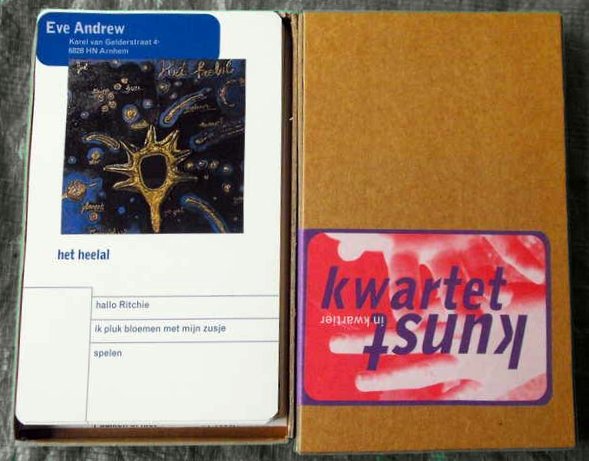 Eve Andrew
Karel van Gelderstraat 4-
6828 HN Arnhem
het heelal
het heelal
hallo Ritchie
ik pluk bloemen met mijn zusje
spelen
kwartet
in kwartier
kunst